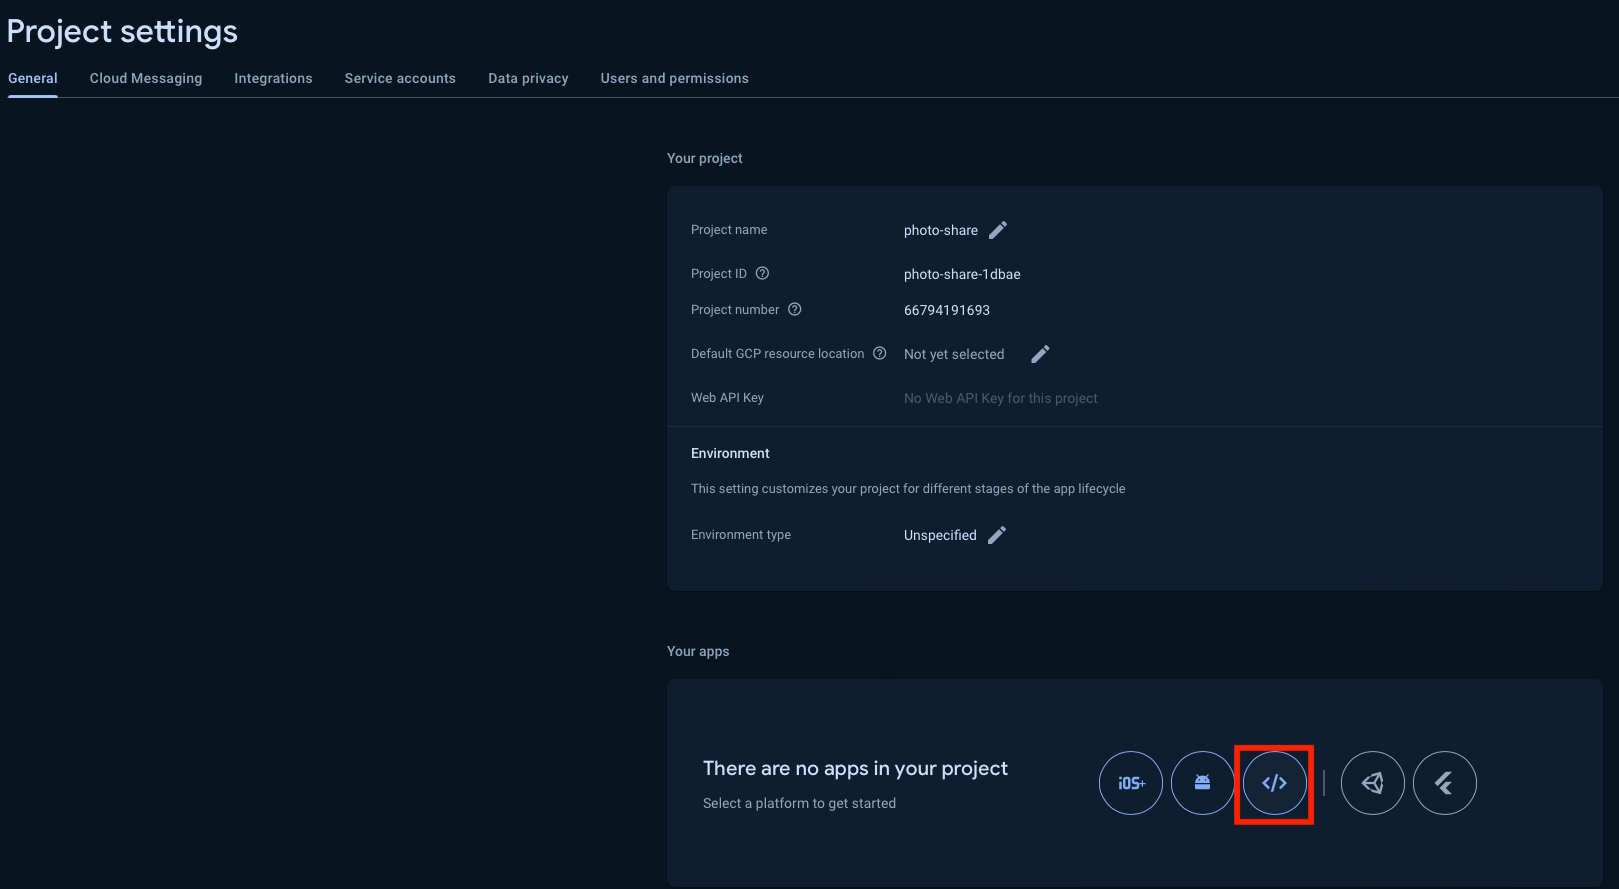 Project settings
General Cloud Messaging Integrations Service accounts Data privacy Users and permissions
Your project
Project name photo-share
Project ID photo-share-1dbae
Project number 66794191693
Default GCP resource location Not yet selected
Web API Key No Web API Key for this project
Environment
This setting customizes your project for different stages of the app lifecycle
Environment type Unspecified
Your apps
There are no apps in your project
Select a platform to get started
iOS+